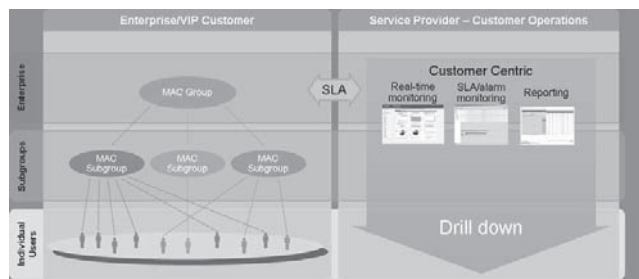 Enterprise/VIP Customer
Service Provider – Customer Operations
Enterprise
MAC Group
SLA
Customer Centric
Real-time
monitoring
SLA/alarm
monitoring
Reporting
Subgroups
MAC
Subgroup
MAC
Subgroup
MAC
Subgroup
Individual
Users
Drill down